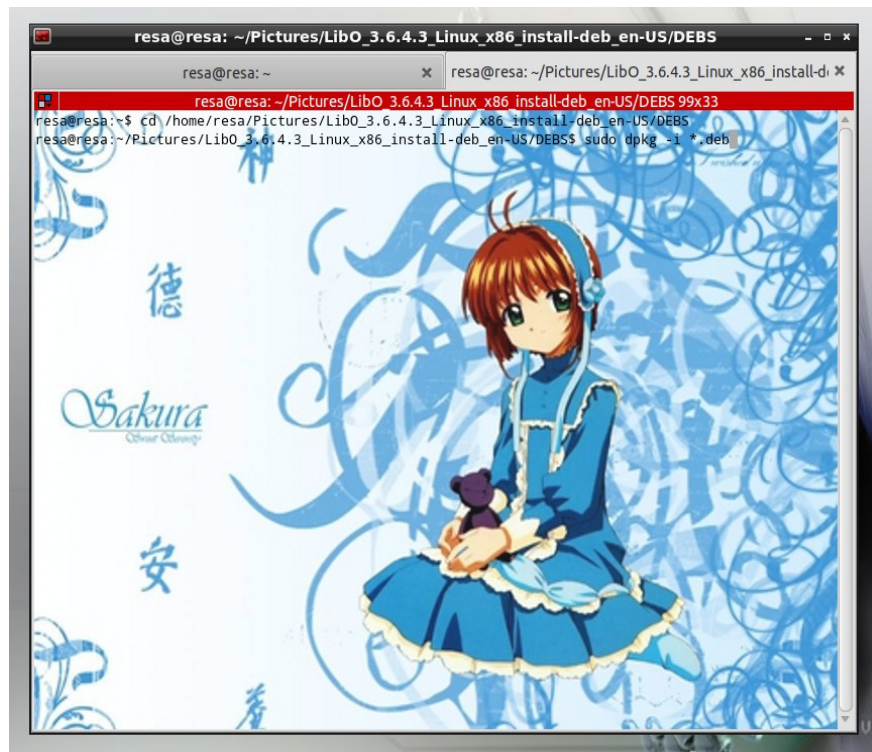 resa@resa: ~/Pictures/LibO_3.6.4.3_Linux_x86_install-deb_en-US/DEBS
resa@resa: ~
resa@resa: ~/Pictures/LibO_3.6.4.3_Linux_x86_install-d
resa@resa: ~/Pictures/LibO_3.6.4.3_Linux_x86_install-deb_en-US/DEBS 99x33
resa@resa:~$ cd /home/resa/Pictures/LibO_3.6.4.3_Linux_x86_install-deb_en-US/DEBS
resa@resa:~/Pictures/LibO_3.6.4.3_Linux_x86_install-deb_en-US/DEBS$ sudo dpkg -i *.deb
神
德
Sakura
Sweet Serenity
安